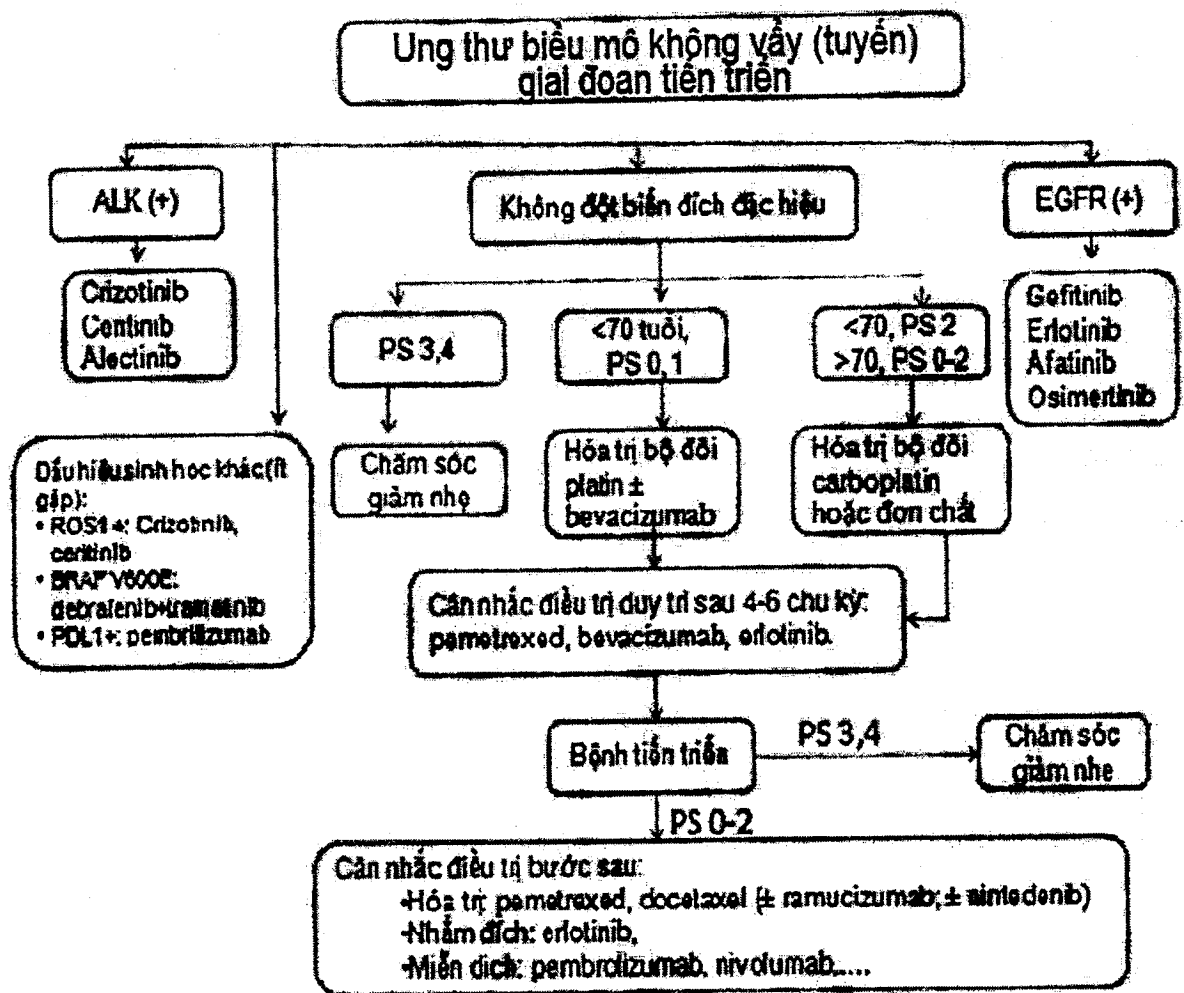 Ung thư biểu mô không vẩy (tuyến)
giai đoan tiến triển
ALK (+)
Không đột biến đích đặc hiệu
EGFR (+)
Crizotinib
Ceritinib
Alectinib
PS 3,4
<70 tuổi,
PS 0, 1
<70, PS 2
>70, PS 0-2
Gefitinib
Erlotinib
Afatinib
Osimertinib
Dấu hiệu sinh học khác (ít
gặp):
• ROS1 +: Crizotinib,
ceritinib
• BRAF V600E:
debrafenib+trametinib
• PDL1+: pembrilizumab
Chăm sóc
giảm nhẹ
Hóa trị bộ đôi
platin ±
bevacizumab
Hóa trị bộ đôi
carboplatin
hoặc đơn chất
Cân nhắc điều trị duy trì sau 4-6 chu kỳ:
pemetrexed, bevacizumab, erlotinib.
Bệnh tiến triển
PS 3,4
Chăm sóc
giảm nhẹ
PS 0-2
Cân nhắc điều trị bước sau:
•Hóa trị: pemetrexed, docetaxel (± ramucizumab; ± nintedenib)
•Nhắm đích: erlotinib,
•Miễn dịch: pembrolizumab, nivolumab,....